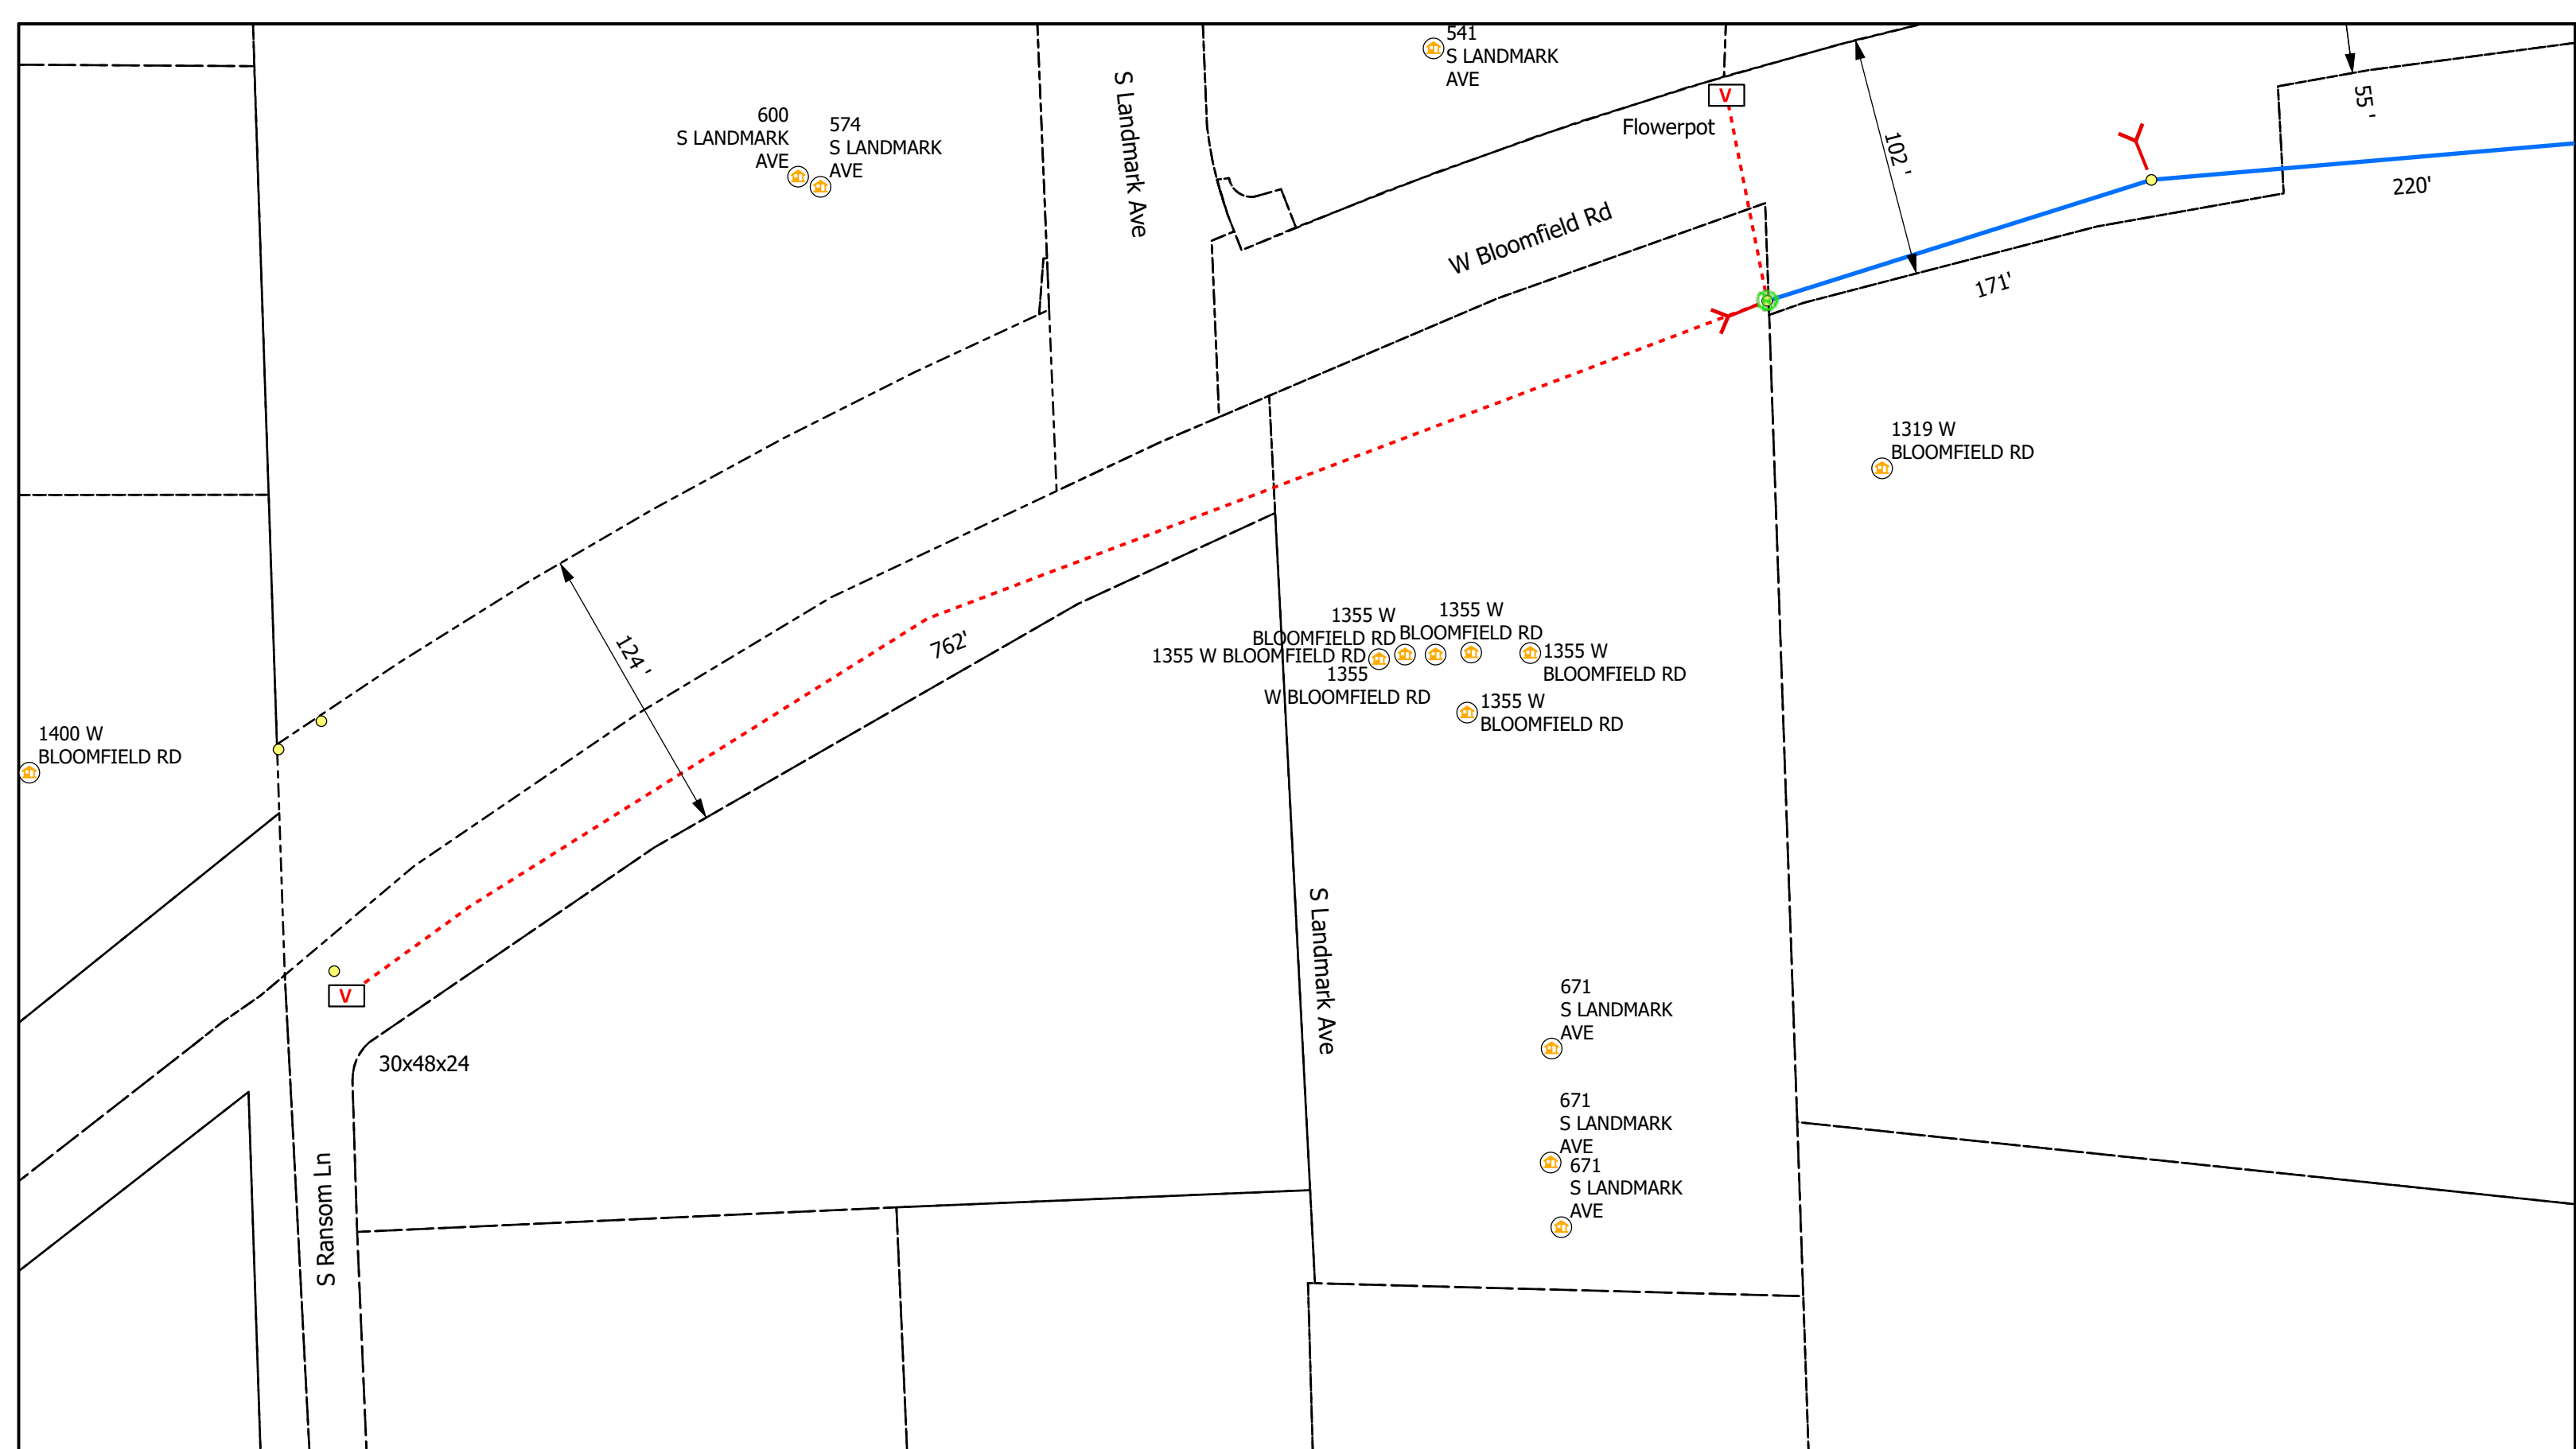 541
S LANDMARK
AVE
S Landmark Ave
600
S LANDMARK
AVE
574
S LANDMARK
AVE
V
Flowerpot
102 '
55 '
220'
W Bloomfield Rd
171'
1319 W
BLOOMFIELD RD
124 '
762'
1355 W
BLOOMFIELD RD
1355 W
BLOOMFIELD RD
1355 W BLOOMFIELD RD
1355
W BLOOMFIELD RD
1355 W
BLOOMFIELD RD
1355 W
BLOOMFIELD RD
1400 W
BLOOMFIELD RD
V
30x48x24
S Landmark Ave
671
S LANDMARK
AVE
671
S LANDMARK
AVE
671
S LANDMARK
AVE
S Ransom Ln